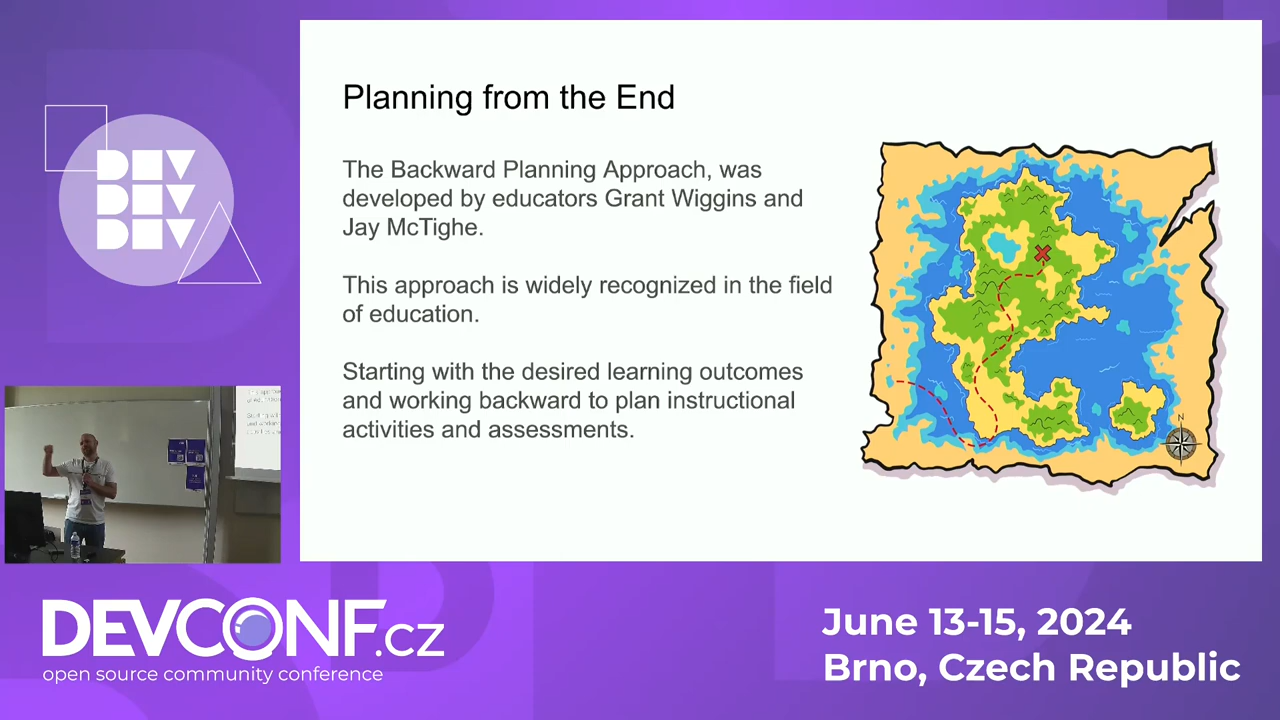 DEV
DEV
DEV
Planning from the End
The Backward Planning Approach, was
developed by educators Grant Wiggins and
Jay McTighe.
This approach is widely recognized in the field
of education.
Starting with the desired learning outcomes
and working backward to plan instructional
activities and assessments.
N
DEVCONF.cz
open source community conference
June 13-15, 2024
Brno, Czech Republic